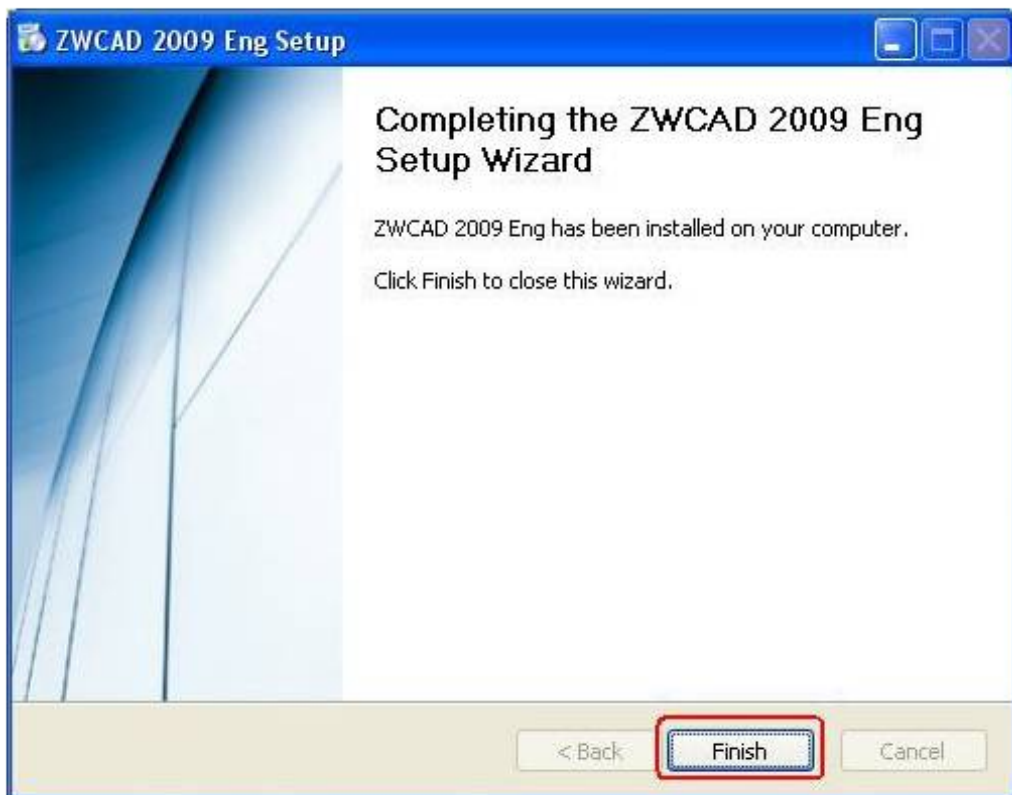 ZWCAD 2009 Eng Setup
Completing the ZWCAD 2009 Eng
Setup Wizard
ZWCAD 2009 Eng has been installed on your computer.
Click Finish to close this wizard.
< Back Finish Cancel